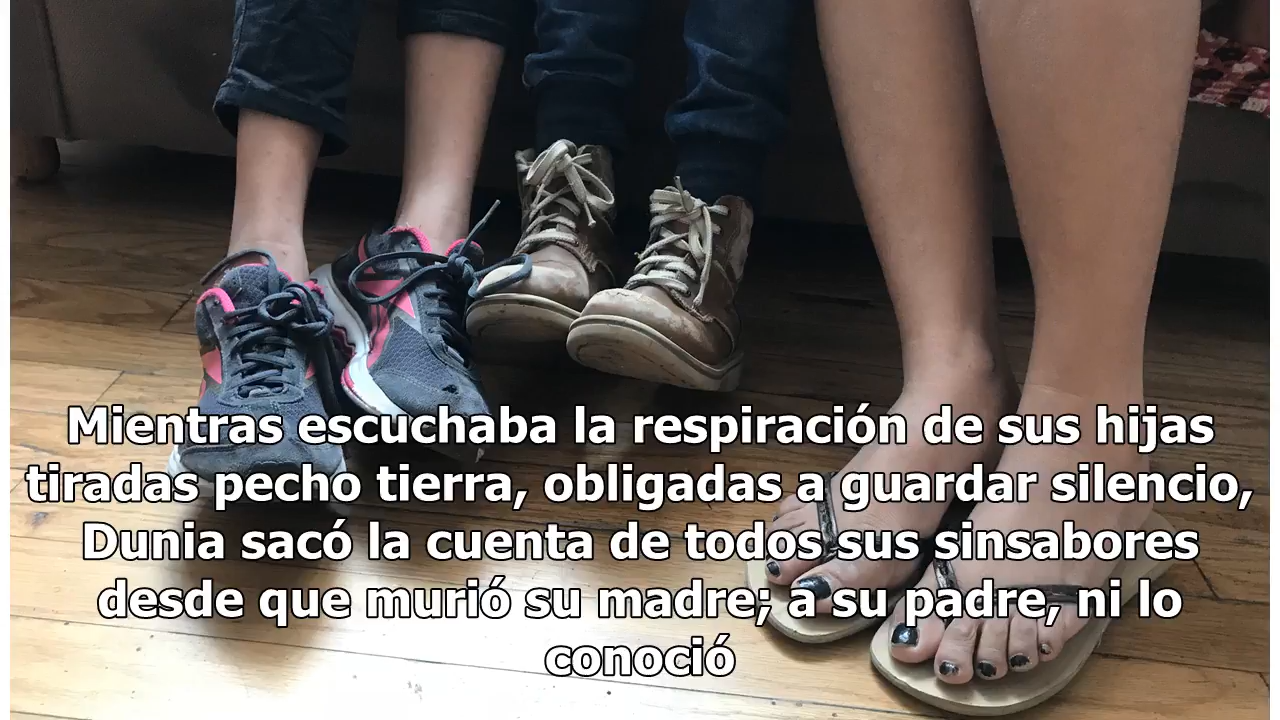 Mientras escuchaba la respiración de sus hijas
tiradas pecho tierra, obligadas a guardar silencio,
Dunia sacó la cuenta de todos sus sinsabores
desde que murió su madre; a su padre, ni lo
conoció